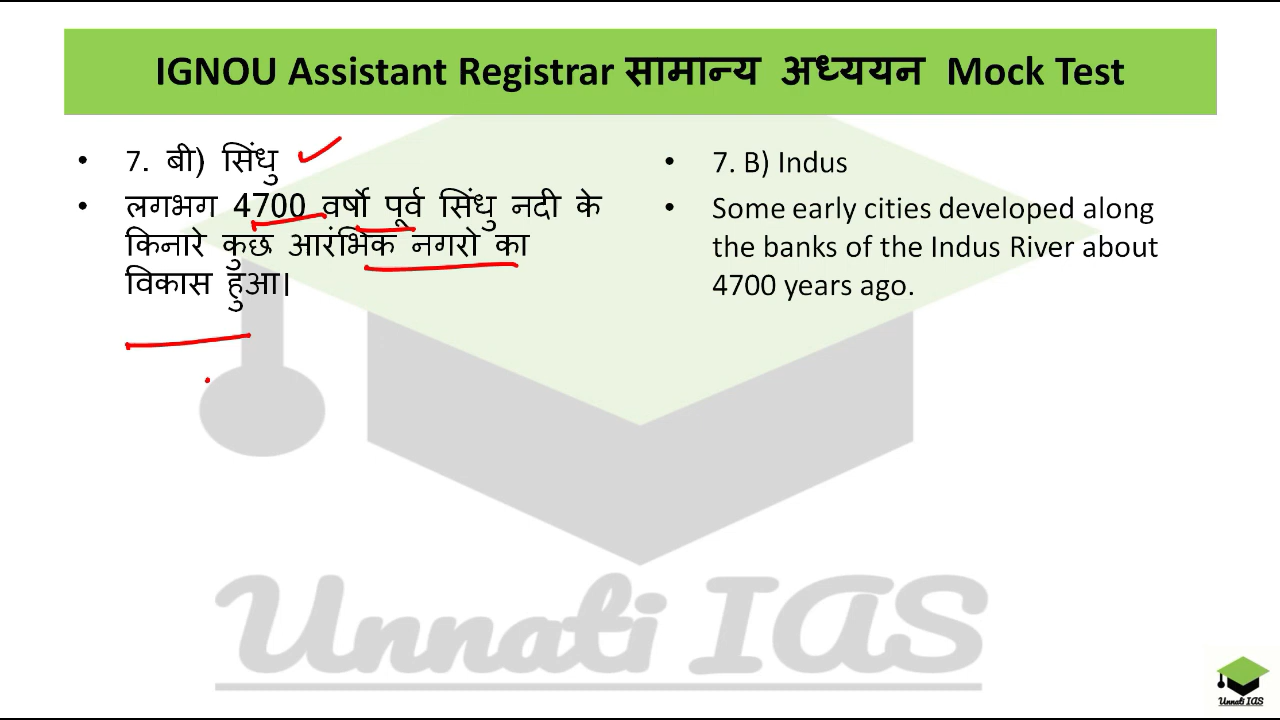 IGNOU Assistant Registrar सामान्य अध्ययन Mock Test
• 7. बी) सिंधु
• लगभग 4700 वर्षो पूर्व सिंधु नदी के
किनारे कुछ आरंभिक नगरो का
विकास हुआ।
• 7. B) Indus
• Some early cities developed along
the banks of the Indus River about
4700 years ago.
Unnati IAS
Unnati IAS